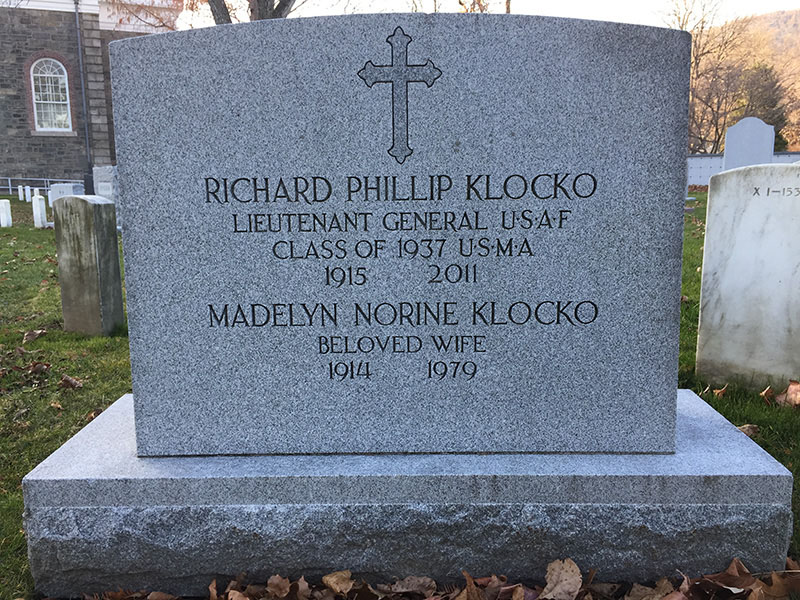 RICHARD PHILLIP KLOCKO
LIEUTENANT GENERAL U·S·A·F
CLASS OF 1937 U·S·M·A
1915 2011
MADELYN NORINE KLOCKO
BELOVED WIFE
1914 1979
X 1-153